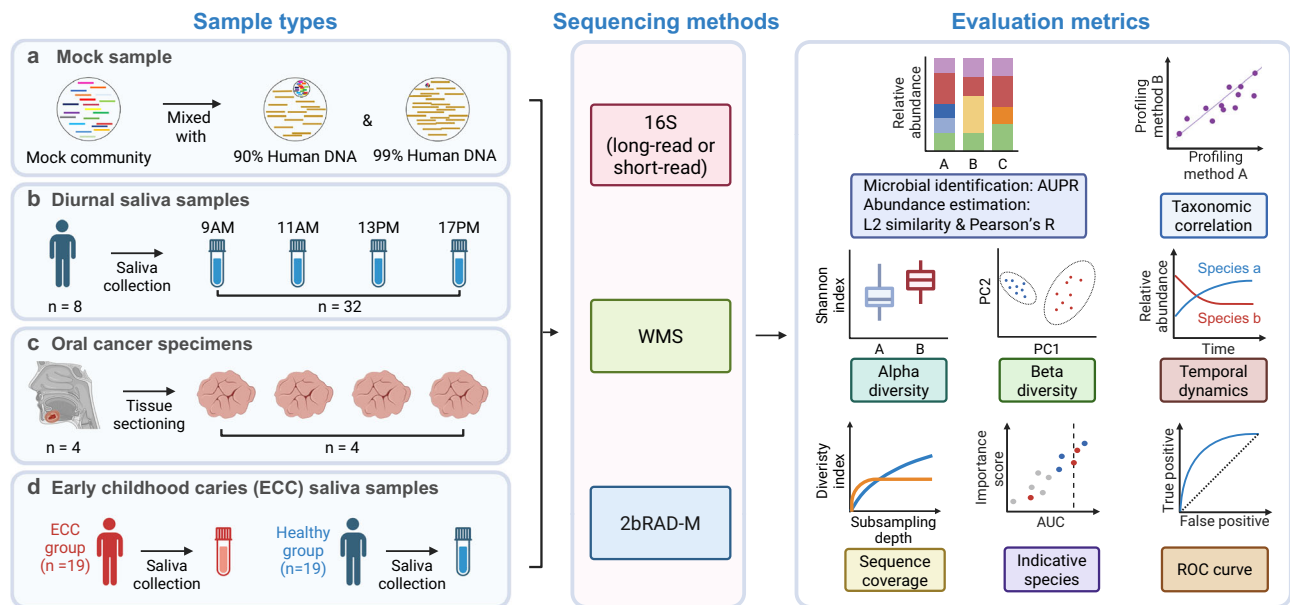 Sample types
Sequencing methods
Evaluation metrics
a Mock sample
Mock community
Mixed
with
90% Human DNA
&
99% Human DNA
b Diurnal saliva samples
n = 8
Saliva
collection
9AM
11AM
13PM
17PM
n = 32
c Oral cancer specimens
n = 4
Tissue
sectioning
n = 4
d Early childhood caries (ECC) saliva samples
ECC
group
(n =19)
Saliva
collection
Healthy
group
(n=19)
Saliva
collection
16S
(long-read or
short-read)
WMS
2bRAD-M
Relative
abundance
A B C
Microbial identification: AUPR
Abundance estimation:
L2 similarity & Pearson's R
Profiling
method B
Profiling
method A
Taxonomic
correlation
Shannon
index
A B
Alpha
diversity
PC2
PC1
Beta
diversity
Relative
abundance
Species a
Species b
Time
Temporal
dynamics
Diveristy
index
Subsampling
depth
Sequence
coverage
Importance
score
AUC
Indicative
species
True positive
False positive
ROC curve